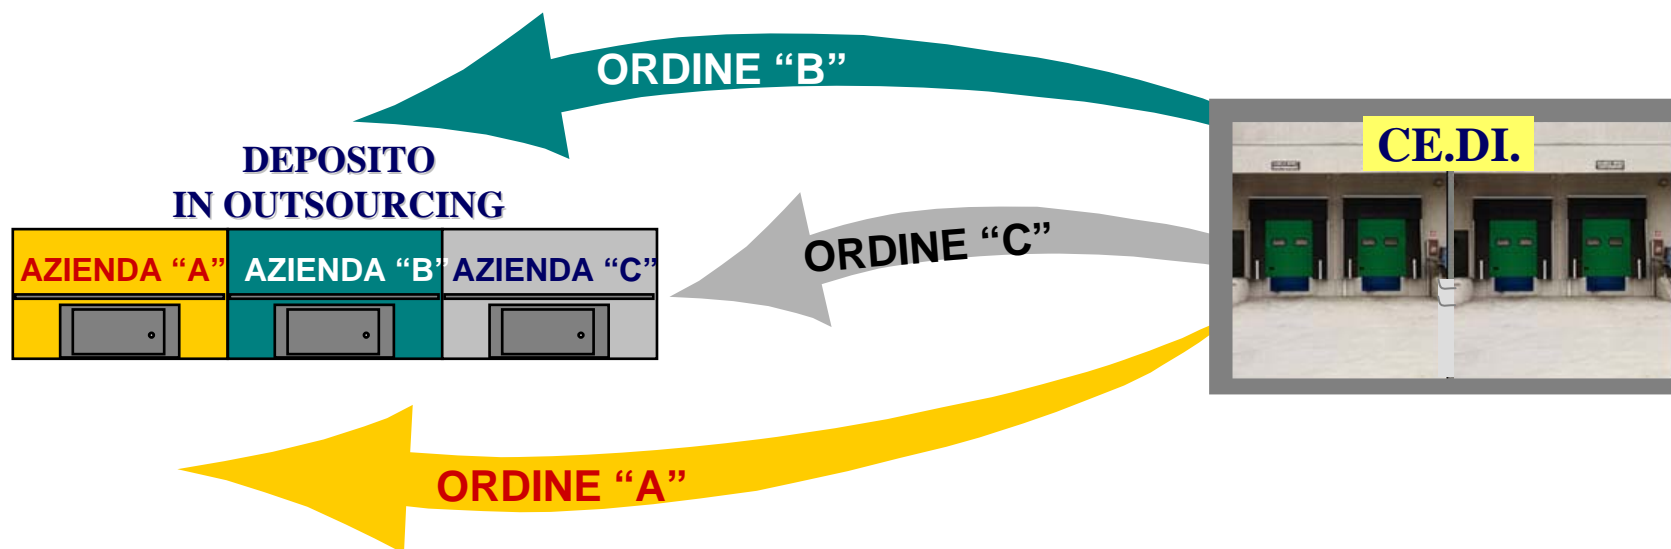 ORDINE “B”
CE.DI.
DEPOSITO
IN OUTSOURCING
ORDINE “C”
AZIENDA “A”
AZIENDA “B”
AZIENDA “C”
ORDINE “A”